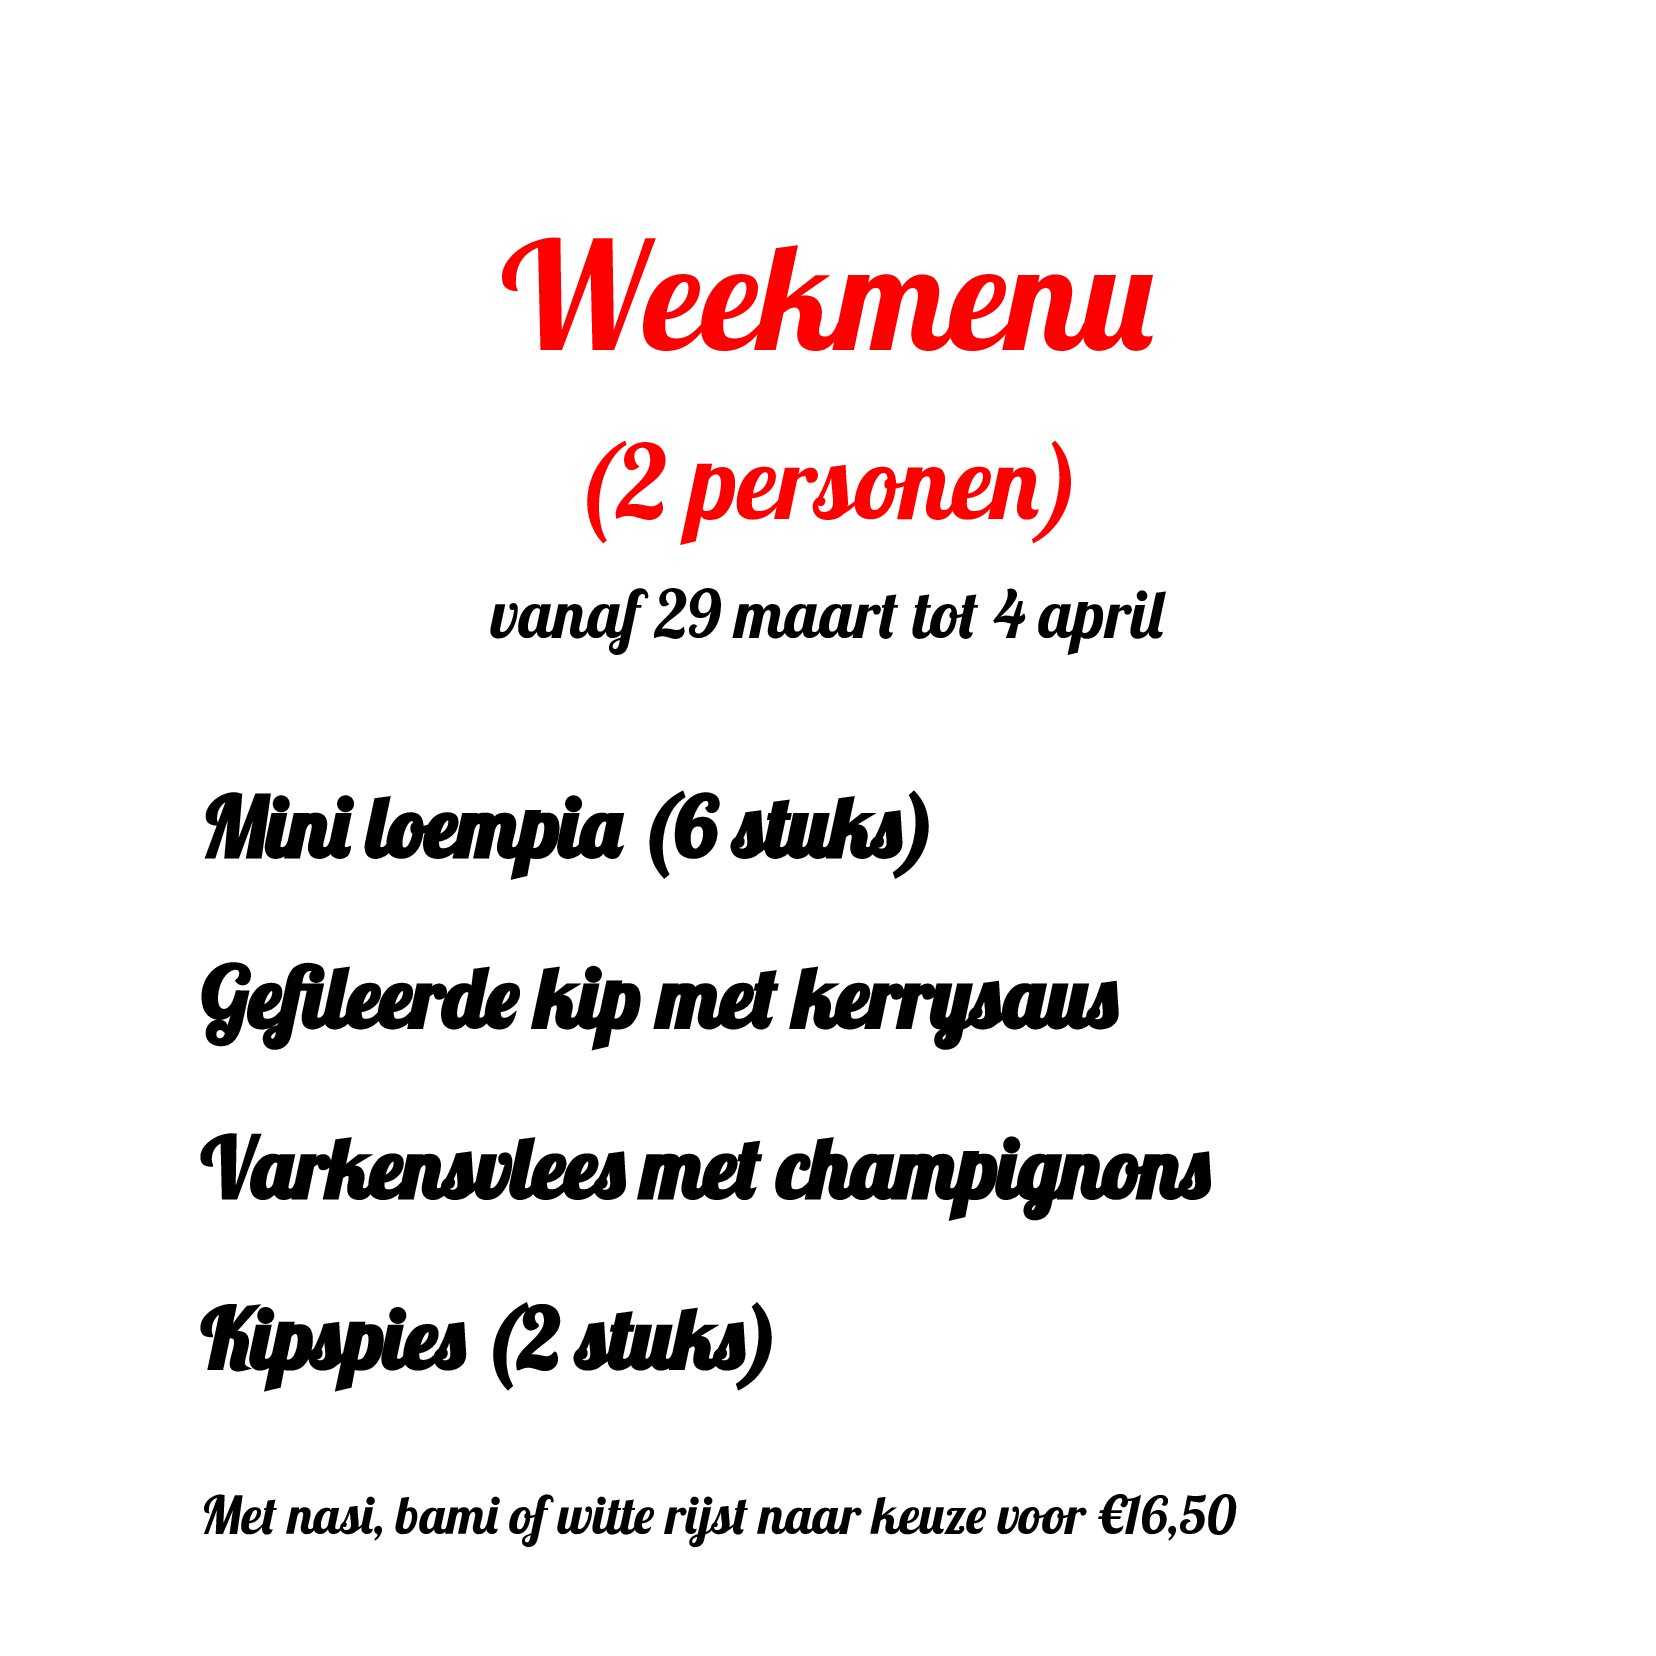 Weekmenu
(2 personen)
vanaf 29 maart tot 4 april
Mini loempia (6 stuks)
Gefileerde kip met kerrysaus
Varkensvlees met champignons
Kipspies (2 stuks)
Met nasi, bami of witte rijst naar keuze voor €16,50